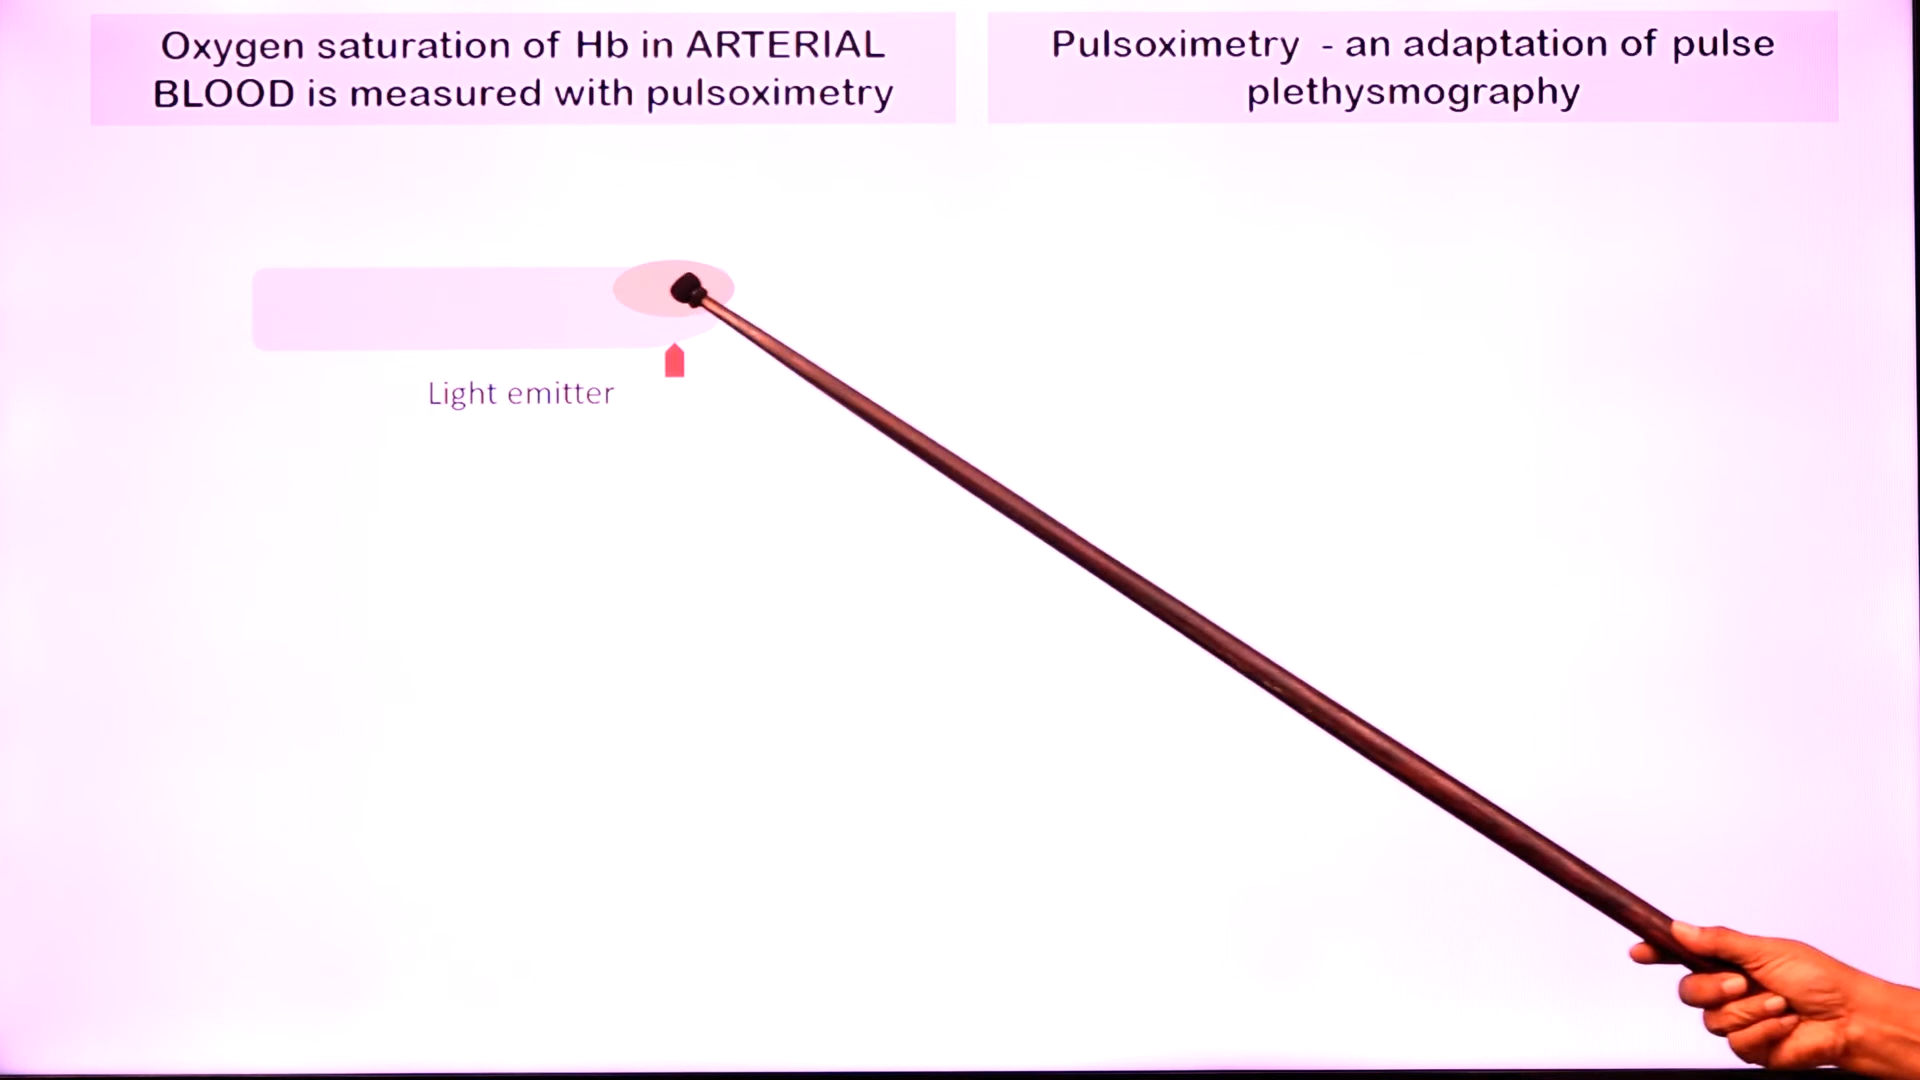 Oxygen saturation of Hb in ARTERIAL
BLOOD is measured with pulsoximetry
Pulsoximetry - an adaptation of pulse
plethysmography
Light emitter